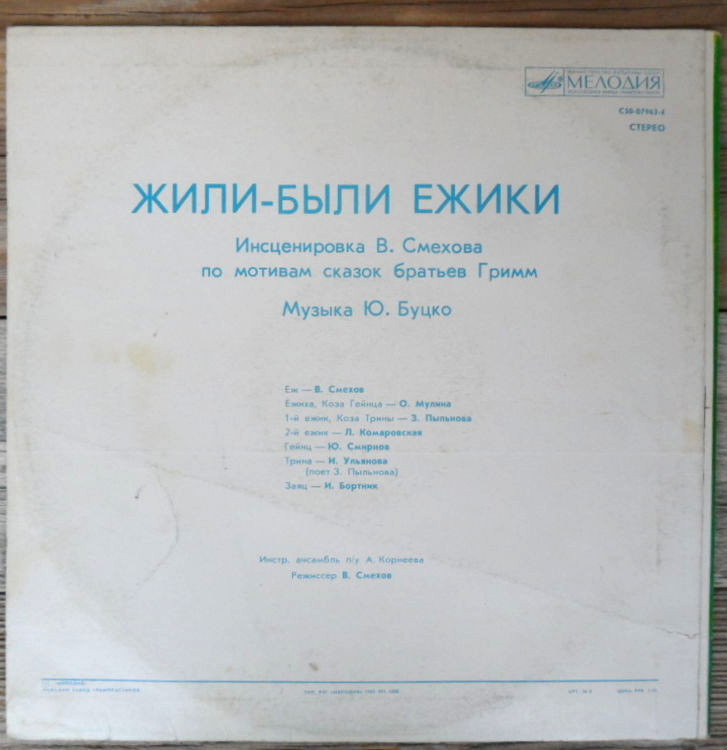 МЕЛОДИЯ
С50-07963-4
СТЕРЕО
ЖИЛИ-БЫЛИ ЕЖИКИ
Инсценировка В. Смехова
по мотивам сказок братьев Гримм
Музыка Ю. Буцко
Еж — В. Смехов
Ежиха, Коза Гейнца — О. Мулина
1-й ежик, Коза Трины — З. Пыльнова
2-й ежик — Л. Комаровская
Гейнц — Ю. Смирнов
Трина — И. Ульянова
(поет З. Пыльнова)
Заяц — И. Бортник
Инстр. ансамбль п/у А. Корнеева
Режиссер В. Смехов